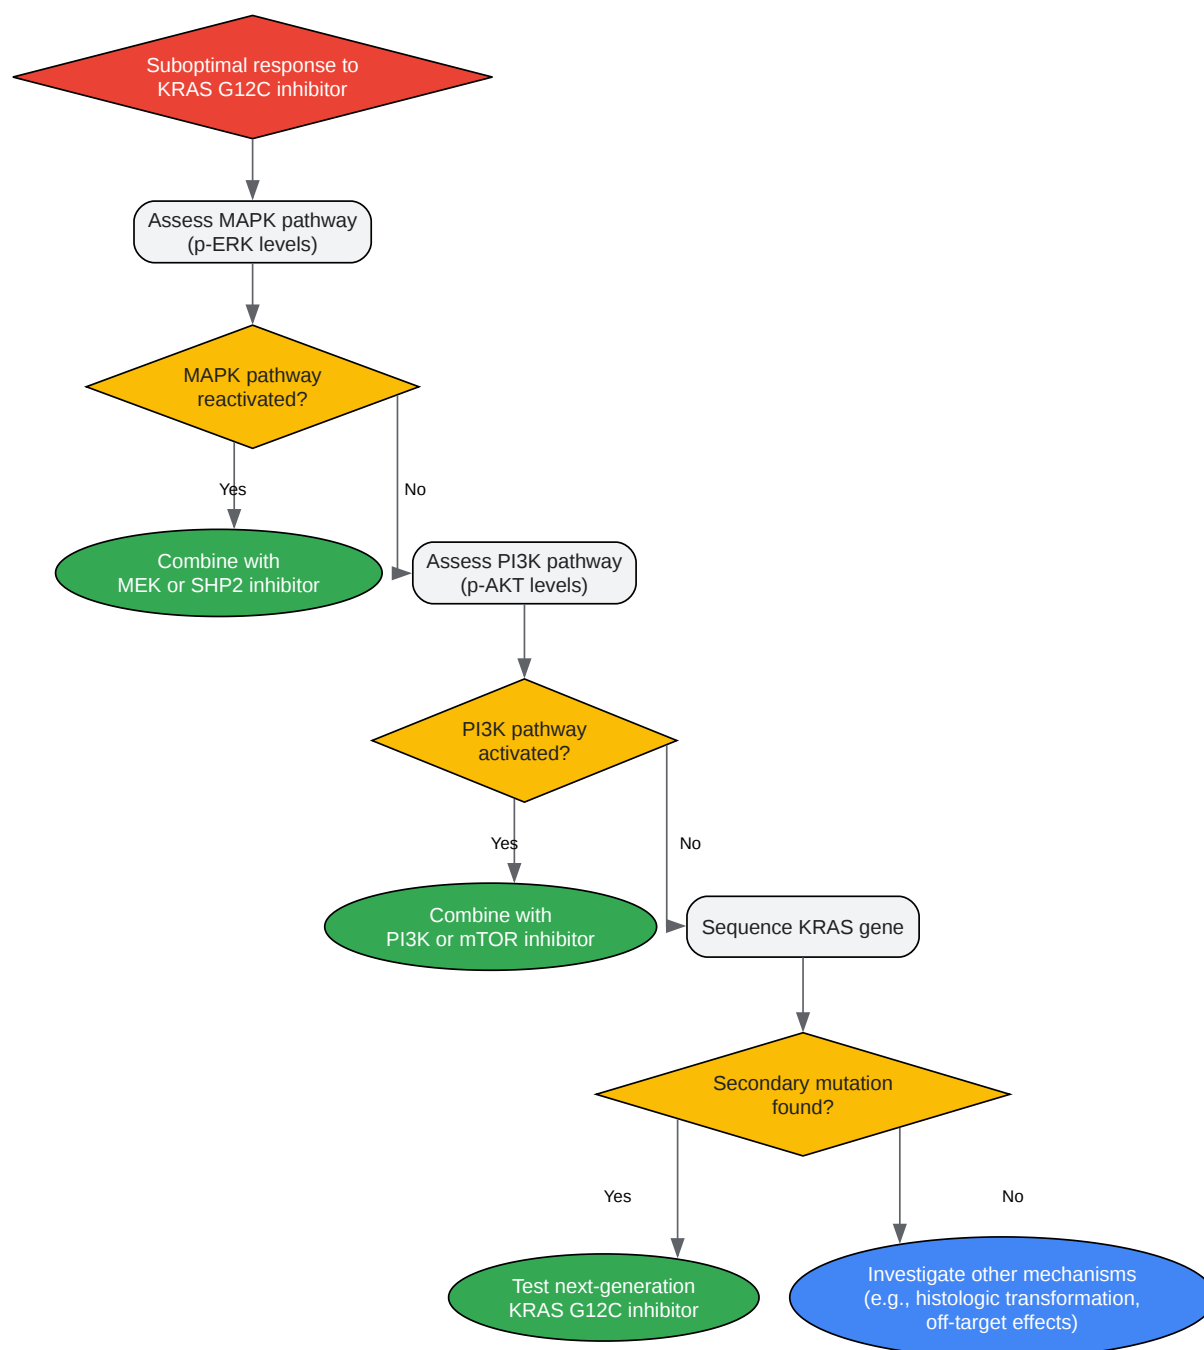 Suboptimal response to
KRAS G12C inhibitor
Assess MAPK pathway
(p-ERK levels)
MAPK pathway
reactivated?
Yes
No
Combine with
MEK or SHP2 inhibitor
Assess PI3K pathway
(p-AKT levels)
PI3K pathway
activated?
Yes
No
Combine with
PI3K or mTOR inhibitor
Sequence KRAS gene
Secondary mutation
found?
Yes
No
Test next-generation
KRAS G12C inhibitor
Investigate other mechanisms
(e.g., histologic transformation,
off-target effects)